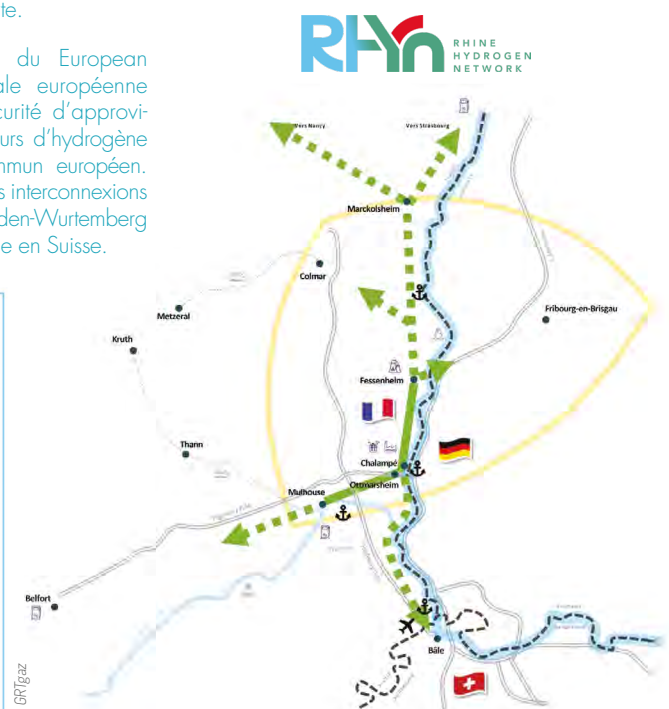 te.
du European
ale européenne
curité d'approvi-
urs d'hydrogène
mmun européen.
s interconnexions
den-Wurtemberg
e en Suisse.
RHYn
RHINE
HYDROGEN
NETWORK
Vers Nancy
Vers Strasbourg
Marckolsheim
Colmar
Metzeral
Fribourg-en-Brisgau
Kruth
Fessenheim
Thann
Chalampé
Ottmarsheim
Mulhouse
Belfort
Bâle
GRTgaz